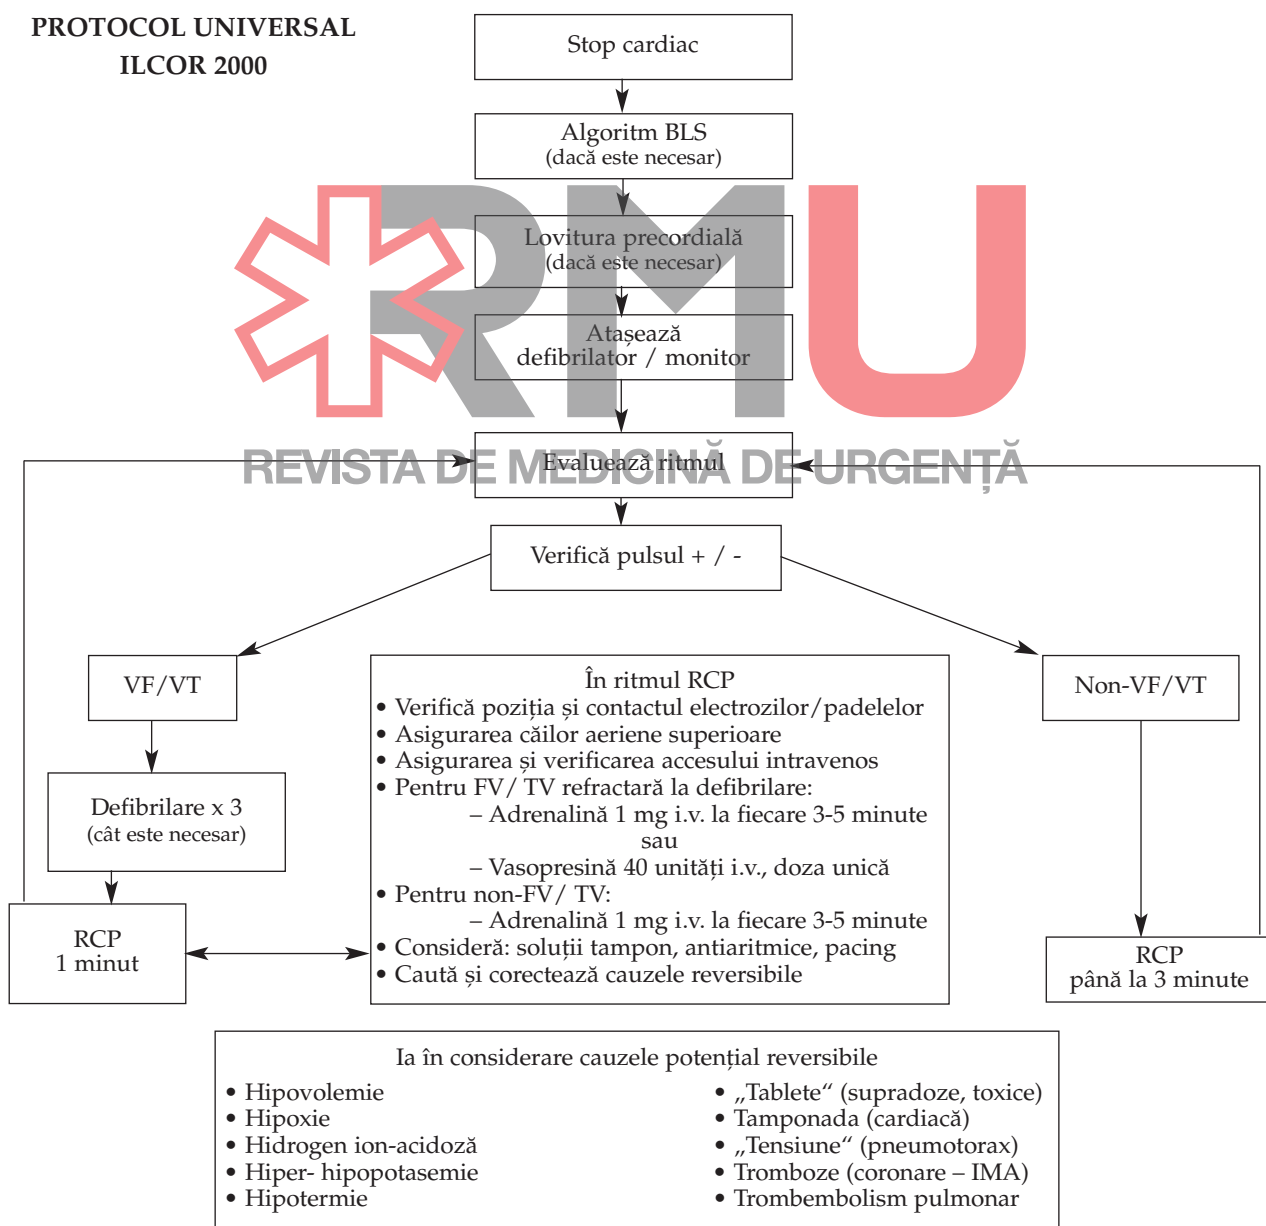 PROTOCOL UNIVERSAL
ILCOR 2000
Stop cardiac
Algoritm BLS
(dacă este necesar)
Lovitura precordială
(dacă este necesar)
Atașează
defibrilator / monitor
RMU
REVISTA DE MEDICINĂ DE URGENȚĂ
Evaluează ritmul
Verifică pulsul + / -
VF/VT
Non-VF/VT
Defibrilare x 3
(cât este necesar)
RCP
1 minut
În ritmul RCP
• Verifică poziția și contactul electrozilor/padelelor
• Asigurarea căilor aeriene superioare
• Asigurarea și verificarea accesului intravenos
• Pentru FV/ TV refractară la defibrilare:
– Adrenalină 1 mg i.v. la fiecare 3-5 minute
sau
– Vasopresină 40 unități i.v., doza unică
• Pentru non-FV/ TV:
– Adrenalină 1 mg i.v. la fiecare 3-5 minute
• Consideră: soluții tampon, antiaritmice, pacing
• Caută și corectează cauzele reversibile
RCP
până la 3 minute
Ia în considerare cauzele potențial reversibile
• Hipovolemie
• Hipoxie
• Hidrogen ion-acidoză
• Hiper- hipopotasemie
• Hipotermie
• „Tablete“ (supradoze, toxice)
• Tamponada (cardiacă)
• „Tensiune“ (pneumotorax)
• Tromboze (coronare – IMA)
• Trombembolism pulmonar